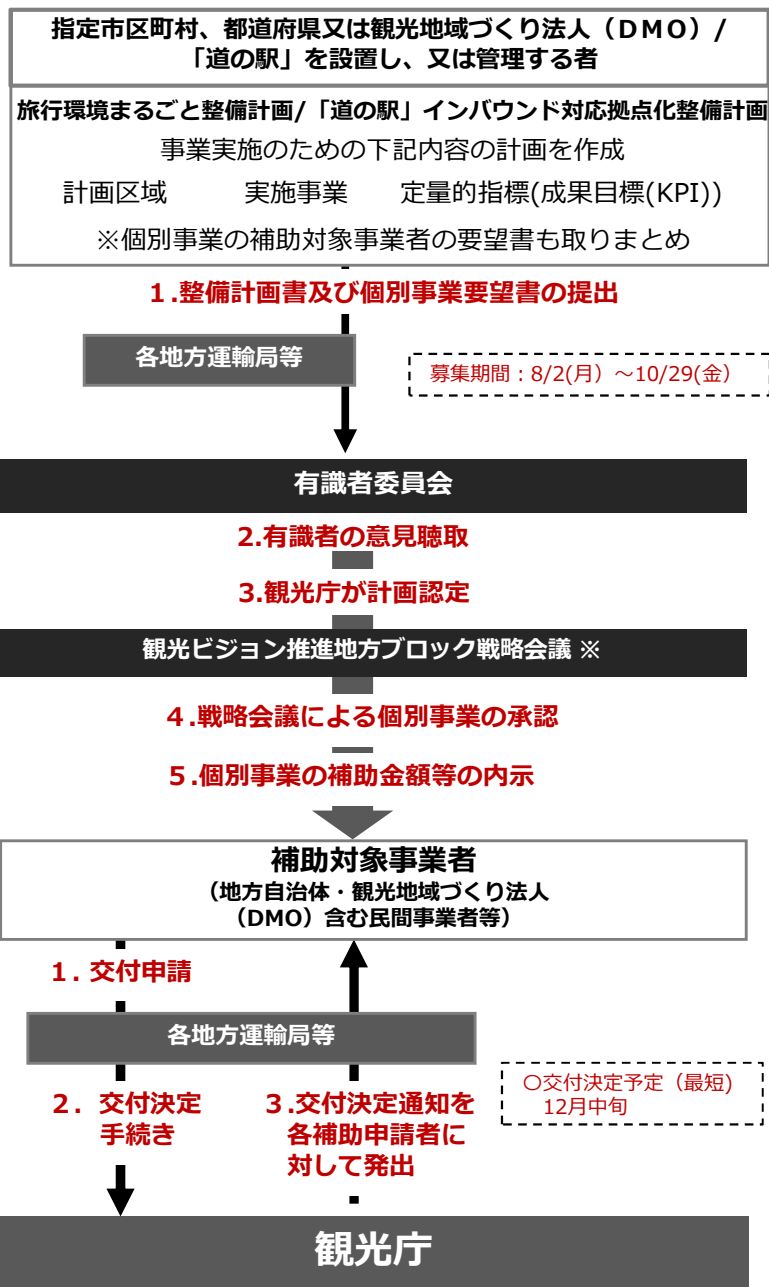 指定市区町村、都道府県又は観光地域づくり法人（ＤＭＯ）/
「道の駅」を設置し、又は管理する者
旅行環境まるごと整備計画/「道の駅」インバウンド対応拠点化整備計画
事業実施のための下記内容の計画を作成
計画区域　実施事業　定量的指標(成果目標(KPI))
※個別事業の補助対象事業者の要望書も取りまとめ
１.整備計画書及び個別事業要望書の提出
各地方運輸局等
募集期間：8/2(月）～10/29(金）
有識者委員会
2.有識者の意見聴取
3.観光庁が計画認定
観光ビジョン推進地方ブロック戦略会議 ※
４.戦略会議による個別事業の承認
５.個別事業の補助金額等の内示
補助対象事業者
（地方自治体・観光地域づくり法人
（DMO）含む民間事業者等）
１. 交付申請
各地方運輸局等
２. 交付決定
手続き
３.交付決定通知を
各補助申請者に
対して発出
〇交付決定予定（最短)
12月中旬
観光庁